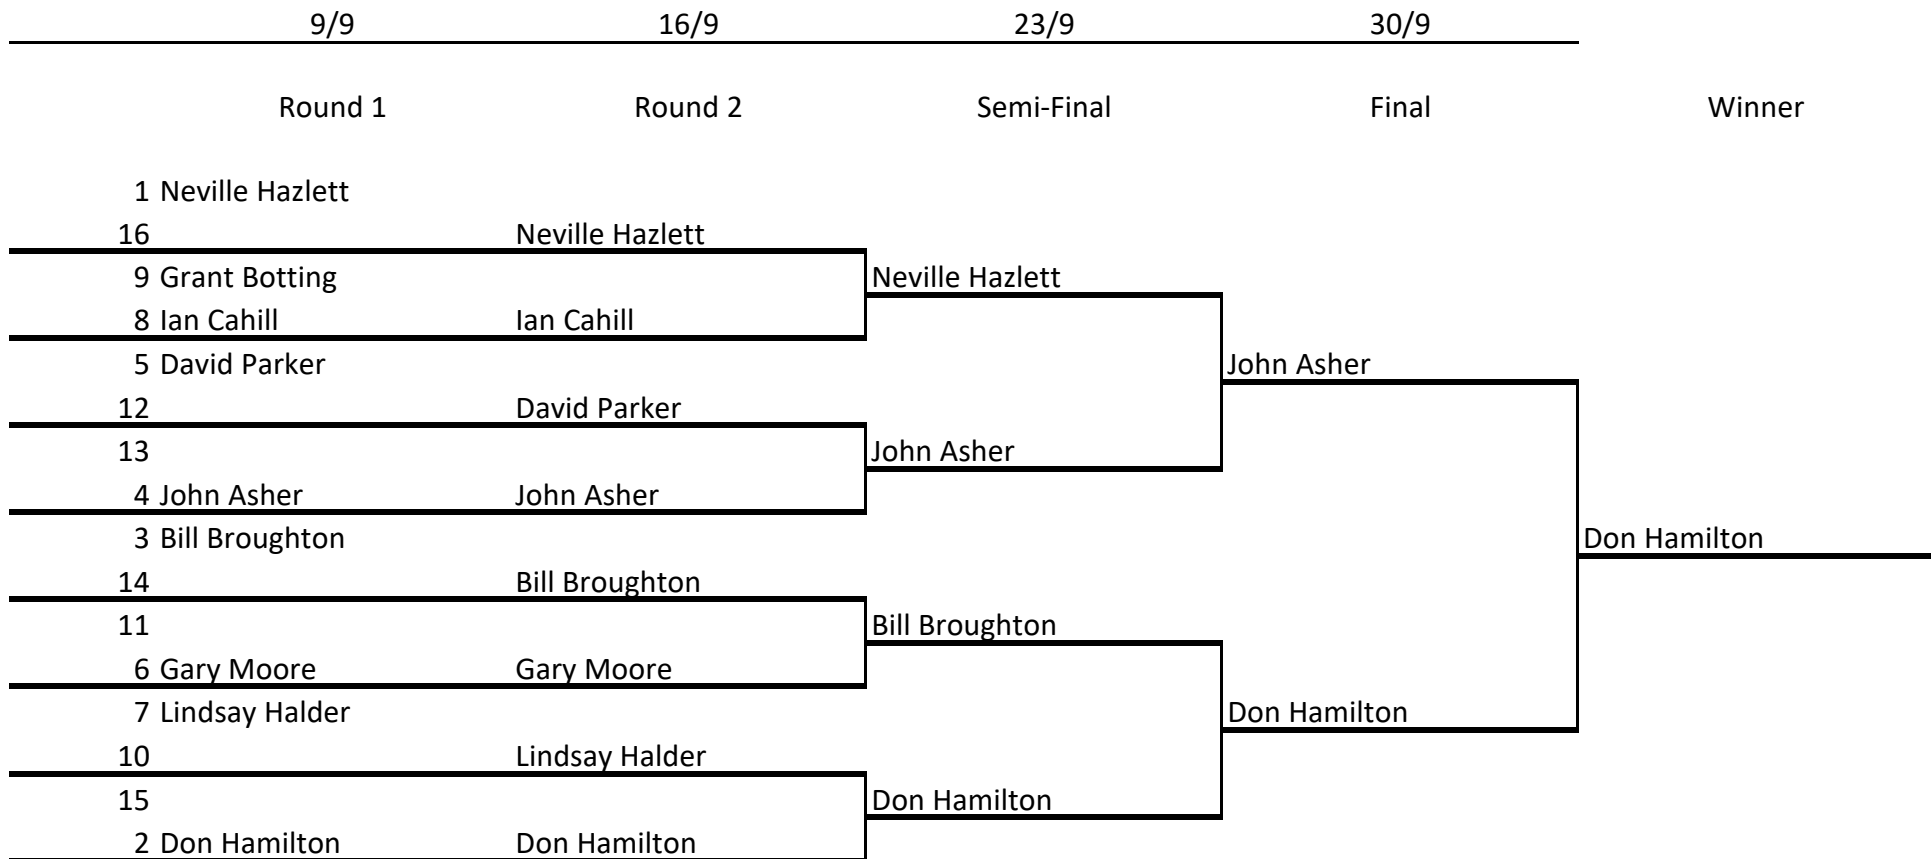 9/9 16/9 23/9 30/9
Round 1 Round 2 Semi-Final Final Winner
1 Neville Hazlett
16 Neville Hazlett
9 Grant Botting Neville Hazlett
8 Ian Cahill Ian Cahill
5 David Parker John Asher
12 David Parker
13 John Asher
4 John Asher John Asher
3 Bill Broughton Don Hamilton
14 Bill Broughton
11 Bill Broughton
6 Gary Moore Gary Moore
7 Lindsay Halder Don Hamilton
10 Lindsay Halder
15 Don Hamilton
2 Don Hamilton Don Hamilton